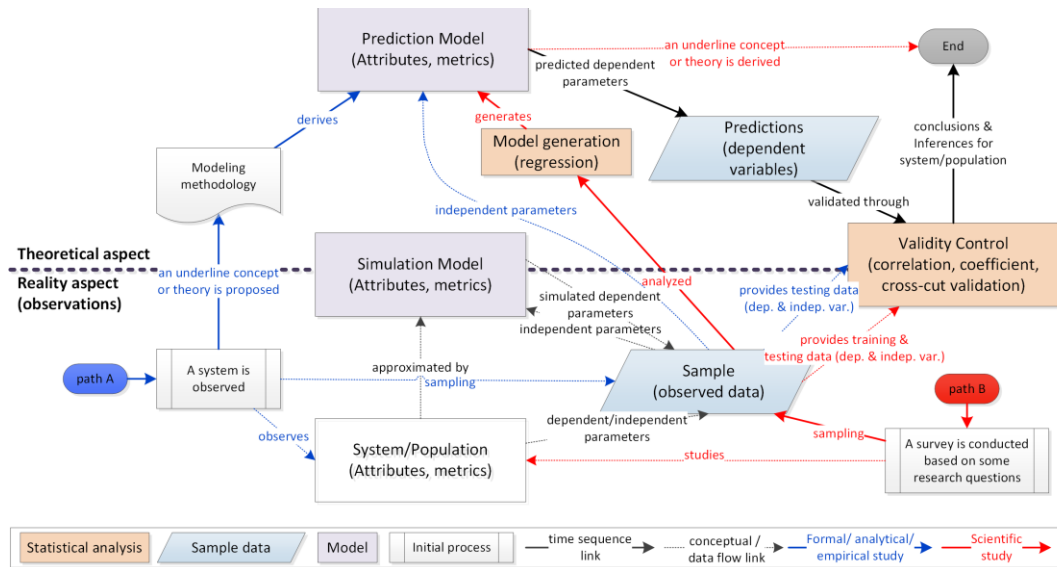 Prediction Model
(Attributes, metrics)
an underline concept
or theory is derived
End
predicted dependent
parameters
derives
generates
Model generation
(regression)
Predictions
(dependent
variables)
conclusions &
Inferences for
system/population
Modeling
methodology
independent parameters
validated through
Theoretical aspect
Reality aspect
(observations)
an underline concept
or theory is proposed
Simulation Model
(Attributes, metrics)
Validity Control
(correlation, coefficient,
cross-cut validation)
analyzed
simulated dependent
parameters
independent parameters
provides testing data
(dep. & indep. var.)
provides training &
testing data (dep. & indep. var.)
path A
A system is
observed
approximated by
sampling
Sample
(observed data)
path B
observes
System/Population
(Attributes, metrics)
dependent/independent
parameters
sampling
studies
A survey is conducted
based on some
research questions
Statistical analysis
Sample data
Model
Initial process
time sequence
link
conceptual /
data flow link
Formal/ analytical/
empirical study
Scientific
study